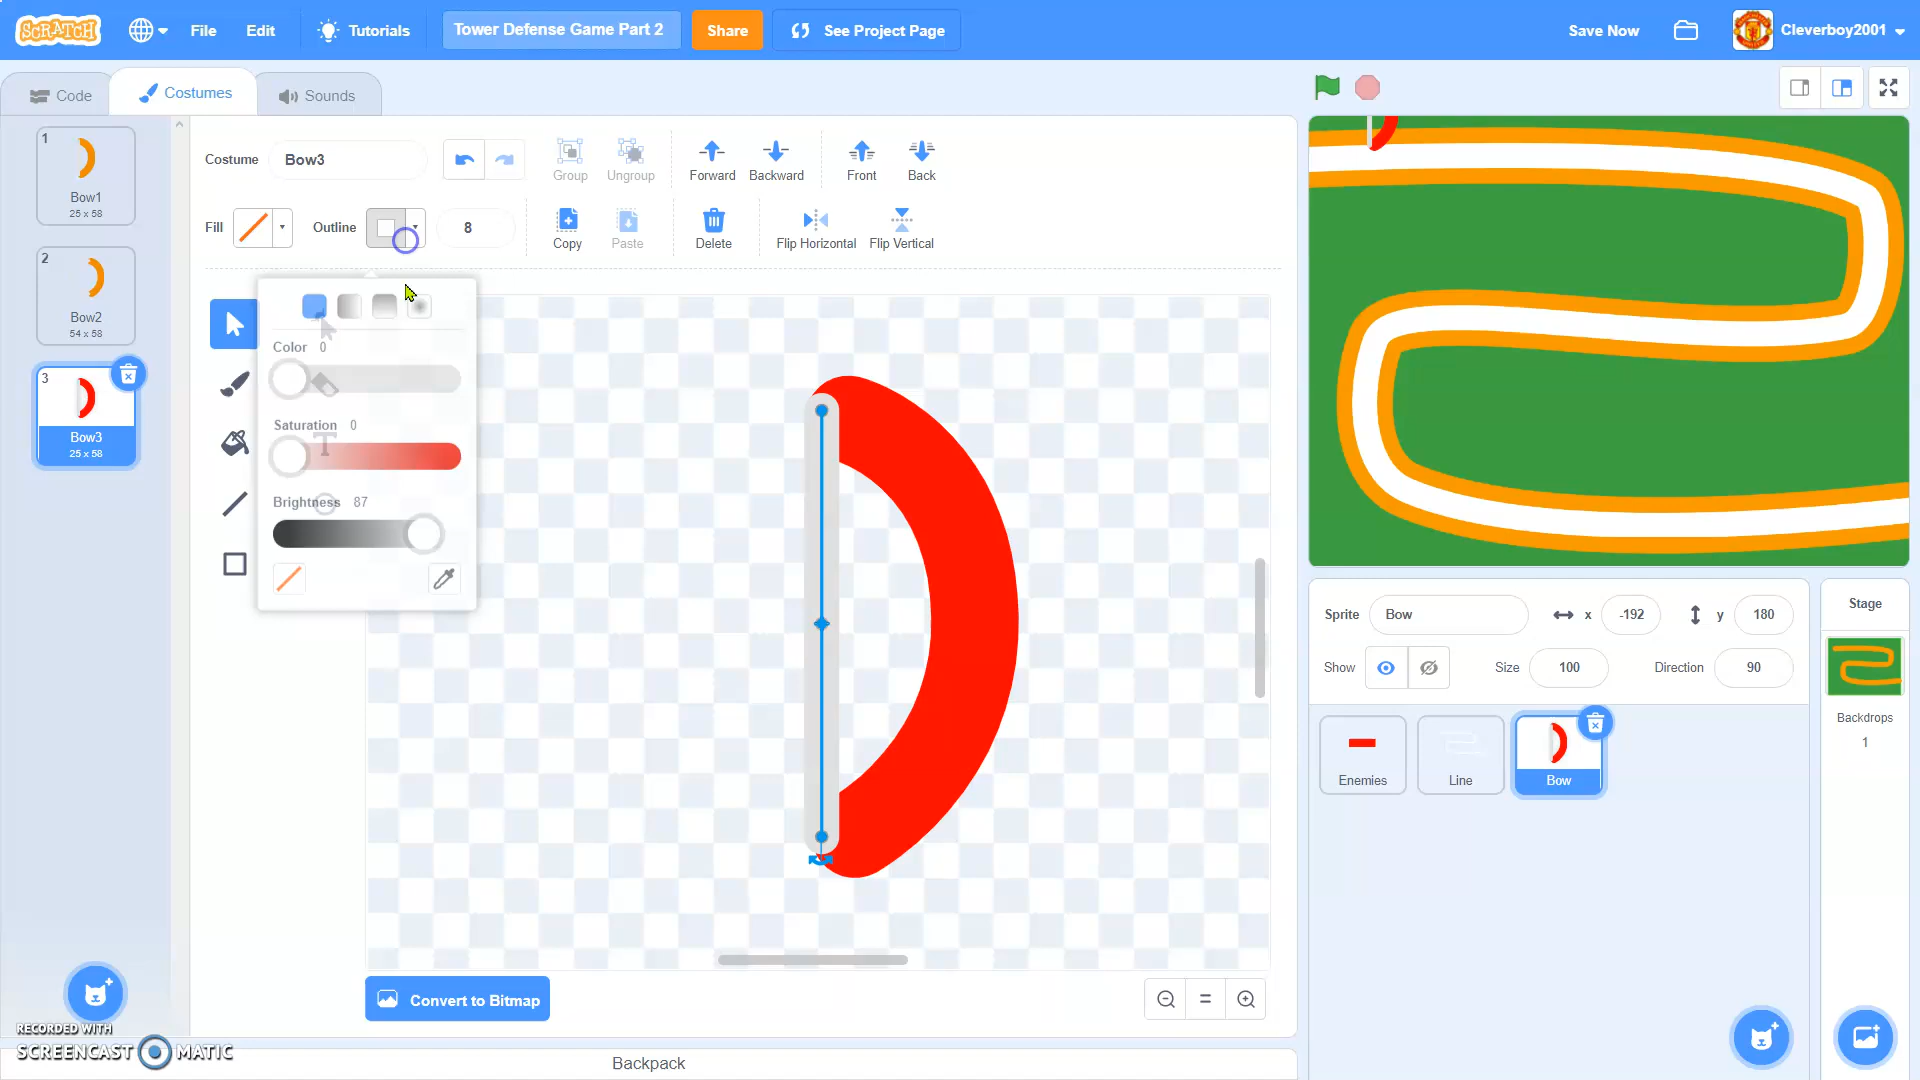 SCRATCH
File
Edit
Tutorials
Tower Defense Game Part 2
Share
See Project Page
Save Now
Cleverboy2001
Code
Costumes
Sounds
1
Bow1
25 x 58
2
Bow2
54 x 58
3
Bow3
25 x 58
Costume
Bow3
Group
Ungroup
Forward
Backward
Front
Back
Fill
Outline
8
Copy
Paste
Delete
Flip Horizontal
Flip Vertical
Color 0
Saturation 0
Brightness 87
Convert to Bitmap
Backpack
Sprite
Bow
x
-192
y
180
Show
Size
100
Direction
90
Enemies
Line
Bow
Stage
Backdrops
1
RECORDED WITH
SCREENCAST MATIC